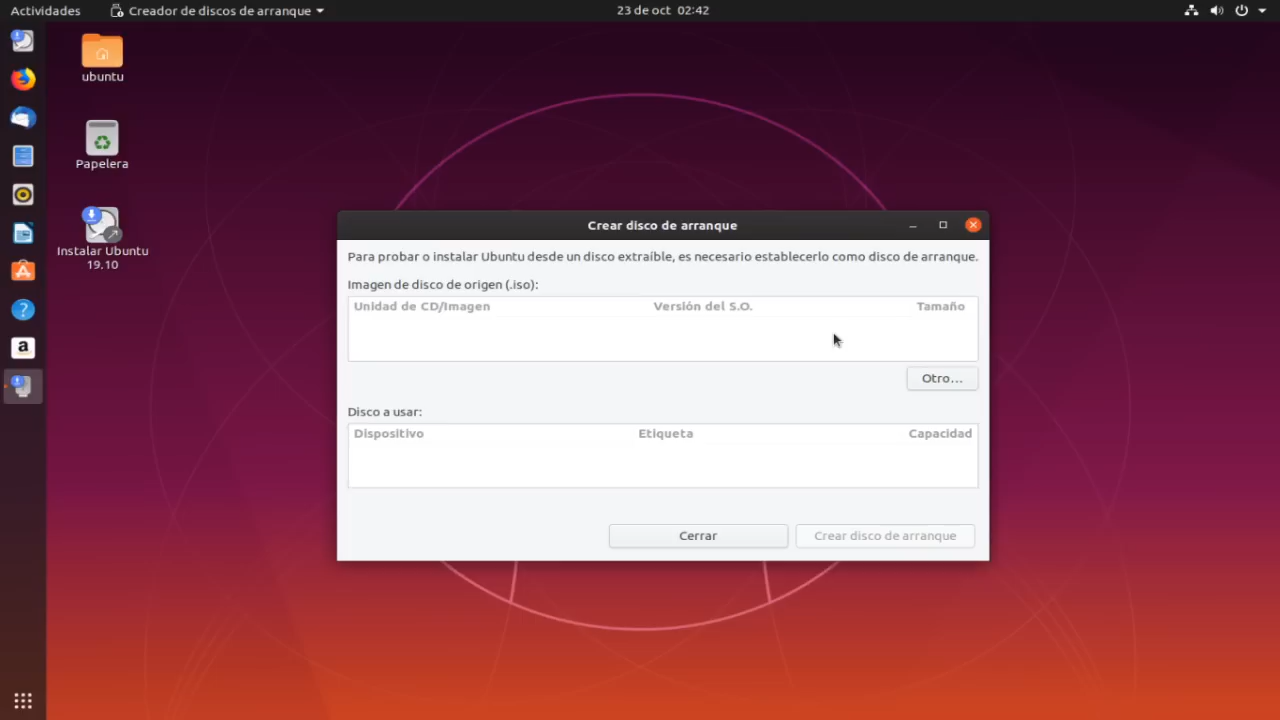 Actividades
Creador de discos de arranque
23 de oct 02:42
ubuntu
Papelera
Instalar Ubuntu
19.10
Crear disco de arranque
Para probar o instalar Ubuntu desde un disco extraíble, es necesario establecerlo como disco de arranque.
Imagen de disco de origen (.iso):
Unidad de CD/Imagen Versión del S.O. Tamaño
Otro…
Disco a usar:
Dispositivo Etiqueta Capacidad
Cerrar
Crear disco de arranque